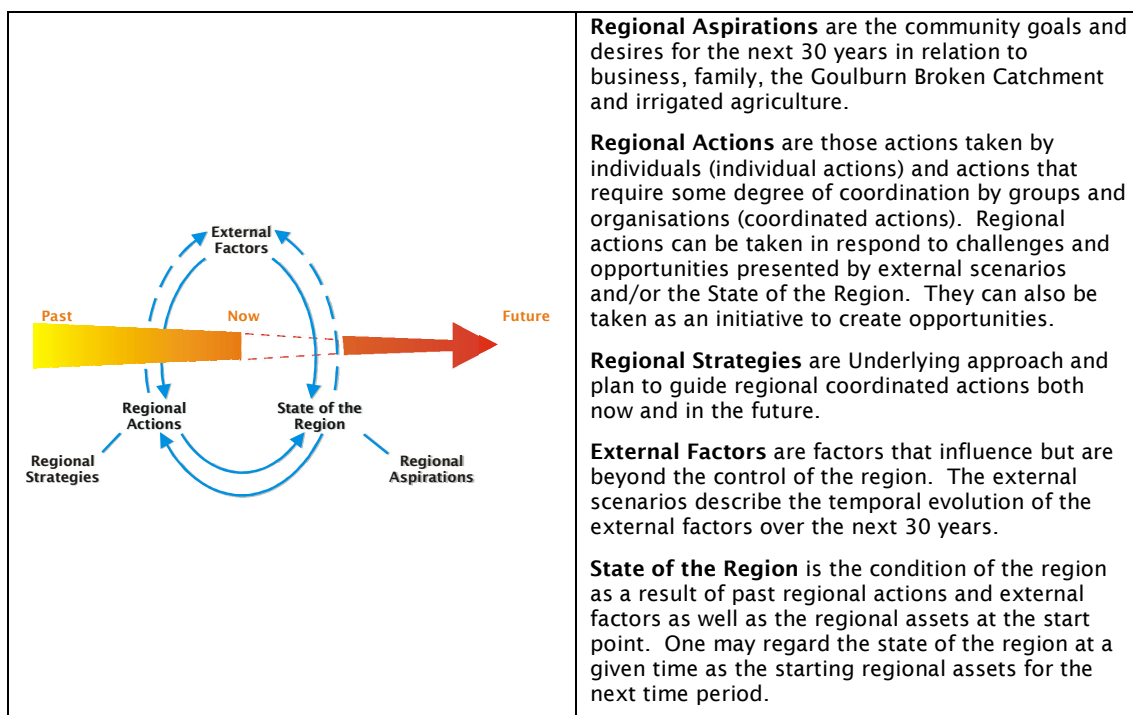 External
Factors
Past
Now
Future
Regional
Actions
State of the
Region
Regional
Strategies
Regional
Aspirations
Regional Aspirations are the community goals and
desires for the next 30 years in relation to
business, family, the Goulburn Broken Catchment
and irrigated agriculture.
Regional Actions are those actions taken by
individuals (individual actions) and actions that
require some degree of coordination by groups and
organisations (coordinated actions).  Regional
actions can be taken in respond to challenges and
opportunities presented by external scenarios
and/or the State of the Region.  They can also be
taken as an initiative to create opportunities.
Regional Strategies are Underlying approach and
plan to guide regional coordinated actions both
now and in the future.
External Factors are factors that influence but are
beyond the control of the region.  The external
scenarios describe the temporal evolution of the
external factors over the next 30 years.
State of the Region is the condition of the region
as a result of past regional actions and external
factors as well as the regional assets at the start
point.  One may regard the state of the region at a
given time as the starting regional assets for the
next time period.